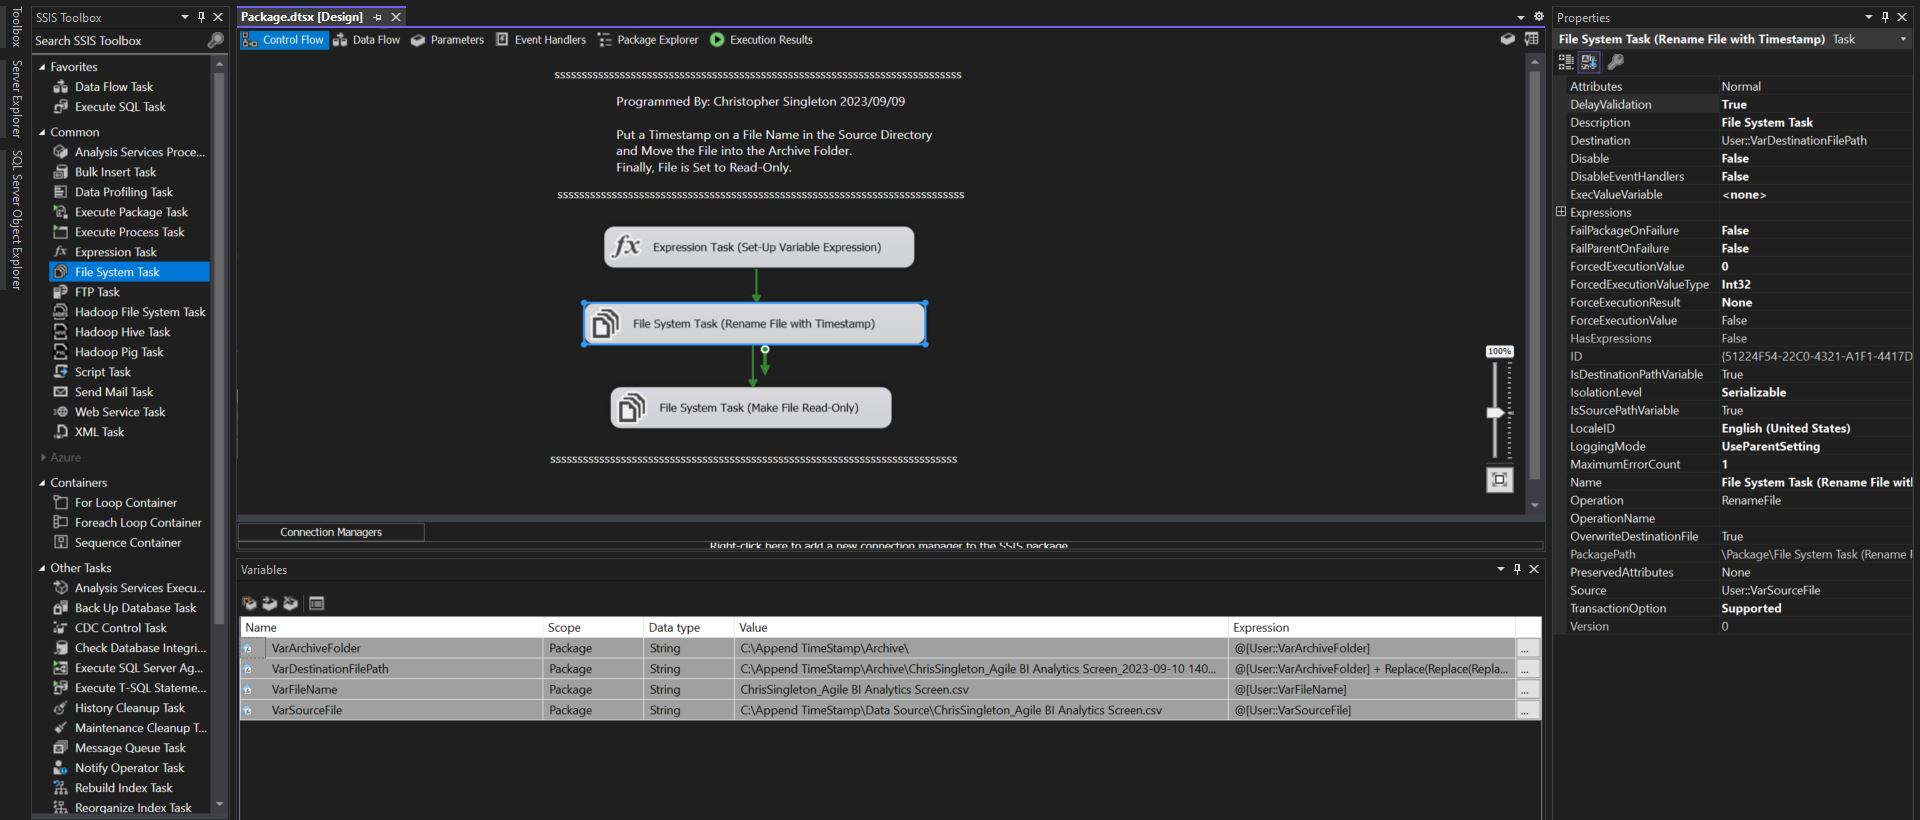 Toolbox
Server Explorer
SQL Server Object Explorer
SSIS Toolbox
Search SSIS Toolbox
Favorites
Data Flow Task
Execute SQL Task
Common
Analysis Services Proce...
Bulk Insert Task
Data Profiling Task
Execute Package Task
Execute Process Task
Expression Task
File System Task
FTP Task
Hadoop File System Task
Hadoop Hive Task
Hadoop Pig Task
Script Task
Send Mail Task
Web Service Task
XML Task
Azure
Containers
For Loop Container
Foreach Loop Container
Sequence Container
Other Tasks
Analysis Services Execu...
Back Up Database Task
CDC Control Task
Check Database Integri...
Execute SQL Server Ag...
Execute T-SQL Stateme...
History Cleanup Task
Maintenance Cleanup T...
Message Queue Task
Notify Operator Task
Rebuild Index Task
Reorganize Index Task
Package.dtsx [Design]
Control Flow Data Flow Parameters Event Handlers Package Explorer Execution Results
Programmed By: Christopher Singleton 2023/09/09
Put a Timestamp on a File Name in the Source Directory
and Move the File into the Archive Folder.
Finally, File is Set to Read-Only.
fx Expression Task (Set-Up Variable Expression)
File System Task (Rename File with Timestamp)
File System Task (Make File Read-Only)
100%
Connection Managers
Right-click here to add a new connection manager to the SSIS package
Variables
Name Scope Data type Value Expression
VarArchiveFolder Package String C:\Append TimeStamp\Archive\ @[User::VarArchiveFolder] ...
VarDestinationFilePath Package String C:\Append TimeStamp\Archive\ChrisSingleton_Agile BI Analytics Screen_2023-09-10 140... @[User::VarArchiveFolder] + Replace(Replace(Repla... ...
VarFileName Package String ChrisSingleton_Agile BI Analytics Screen.csv @[User::VarFileName] ...
VarSourceFile Package String C:\Append TimeStamp\Data Source\ChrisSingleton_Agile BI Analytics Screen.csv @[User::VarSourceFile] ...
Properties
File System Task (Rename File with Timestamp) Task
Attributes Normal
DelayValidation True
Description File System Task
Destination User::VarDestinationFilePath
Disable False
DisableEventHandlers False
ExecValueVariable <none>
Expressions
FailPackageOnFailure False
FailParentOnFailure False
ForcedExecutionValue 0
ForcedExecutionValueType Int32
ForceExecutionResult None
ForceExecutionValue False
HasExpressions False
ID {51224F54-22C0-4321-A1F1-4417D
IsDestinationPathVariable True
IsolationLevel Serializable
IsSourcePathVariable True
LocaleID English (United States)
LoggingMode UseParentSetting
MaximumErrorCount 1
Name File System Task (Rename File wit
Operation RenameFile
OperationName
OverwriteDestinationFile True
PackagePath \Package\File System Task (Rename F
PreservedAttributes None
Source User::VarSourceFile
TransactionOption Supported
Version 0